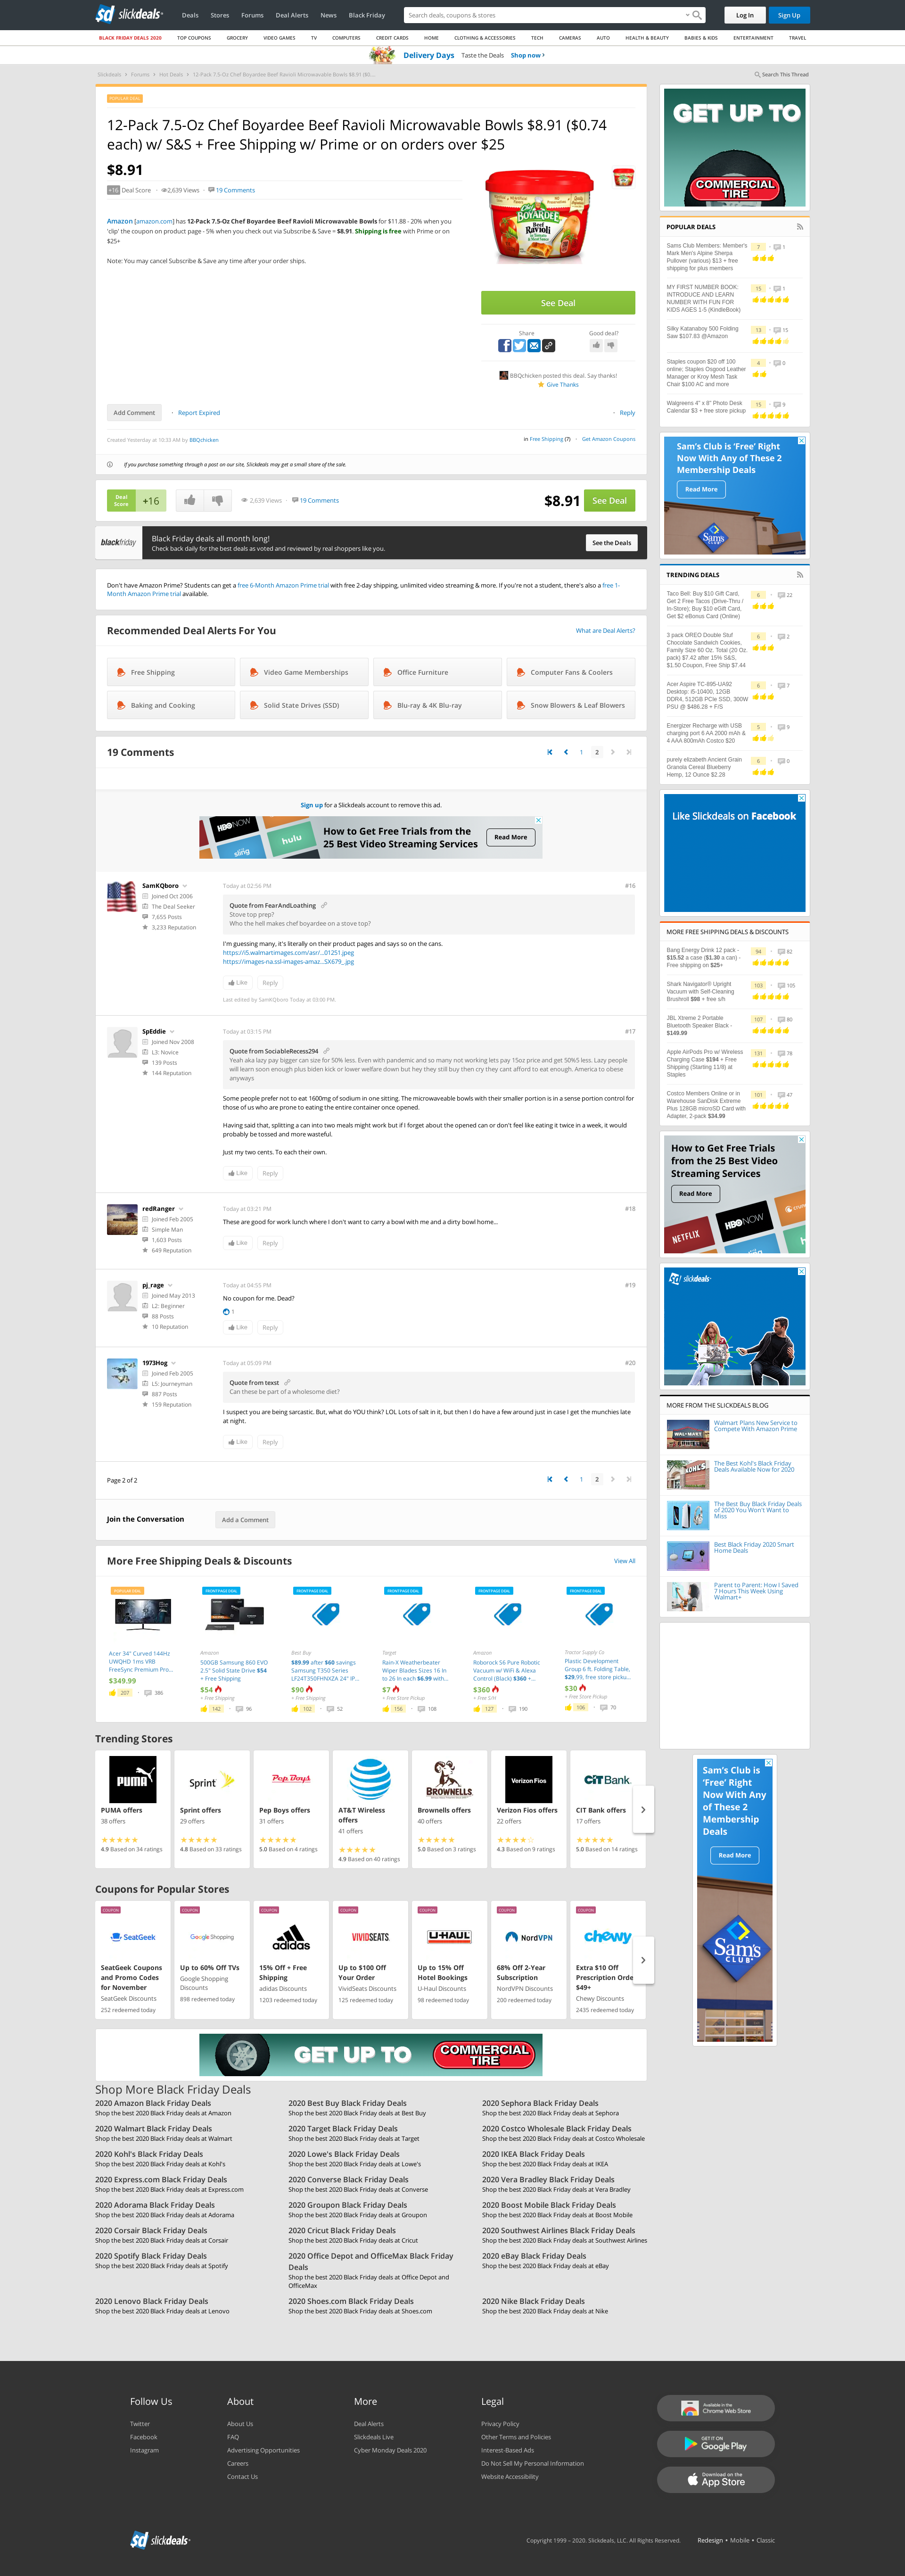 slickdeals
Deals Stores Forums Deal Alerts News Black Friday
Search deals, coupons & stores
Log In
Sign Up
BLACK FRIDAY DEALS 2020 TOP COUPONS GROCERY VIDEO GAMES TV COMPUTERS CREDIT CARDS HOME CLOTHING & ACCESSORIES TECH CAMERAS AUTO HEALTH & BEAUTY BABIES & KIDS ENTERTAINMENT TRAVEL
Delivery Days Taste the Deals Shop now
Slickdeals Forums Hot Deals 12-Pack 7.5-Oz Chef Boyardee Beef Ravioli Microwavable Bowls $8.91 ($0....
Search This Thread
POPULAR DEAL
12-Pack 7.5-Oz Chef Boyardee Beef Ravioli Microwavable Bowls $8.91 ($0.74
each) w/ S&S + Free Shipping w/ Prime or on orders over $25
$8.91
+16 Deal Score 2,639 Views 19 Comments
Amazon [amazon.com] has 12-Pack 7.5-Oz Chef Boyardee Beef Ravioli Microwavable Bowls for $11.88 - 20% when you
'clip' the coupon on product page - 5% when you check out via Subscribe & Save = $8.91. Shipping is free with Prime or on
$25+
Note: You may cancel Subscribe & Save any time after your order ships.
See Deal
Share
Good deal?
BBQchicken posted this deal. Say thanks!
Give Thanks
Add Comment
Report Expired
Reply
Created Yesterday at 10:33 AM by BBQchicken
in Free Shipping (7) Get Amazon Coupons
If you purchase something through a post on our site, Slickdeals may get a small share of the sale.
Deal
Score
+16
2,639 Views 19 Comments
$8.91
See Deal
blackfriday
Black Friday deals all month long!
Check back daily for the best deals as voted and reviewed by real shoppers like you.
See the Deals
Don't have Amazon Prime? Students can get a free 6-Month Amazon Prime trial with free 2-day shipping, unlimited video streaming & more. If you're not a student, there's also a free 1-
Month Amazon Prime trial available.
Recommended Deal Alerts For You
What are Deal Alerts?
Free Shipping
Video Game Memberships
Office Furniture
Computer Fans & Coolers
Baking and Cooking
Solid State Drives (SSD)
Blu-ray & 4K Blu-ray
Snow Blowers & Leaf Blowers
19 Comments
1 2
Sign up for a Slickdeals account to remove this ad.
HBO NOW
hulu
sling
How to Get Free Trials from the
25 Best Video Streaming Services
Read More
SamKQboro
Joined Oct 2006
The Deal Seeker
7,655 Posts
3,233 Reputation
Today at 02:56 PM
#16
Quote from FearAndLoathing
Stove top prep?
Who the hell makes chef boyardee on a stove top?
I'm guessing many, it's literally on their product pages and says so on the cans.
https://i5.walmartimages.com/asr/...01251.jpeg
https://images-na.ssl-images-amaz...SX679_.jpg
Like Reply
Last edited by SamKQboro Today at 03:00 PM.
SpEddie
Joined Nov 2008
L3: Novice
139 Posts
144 Reputation
Today at 03:15 PM
#17
Quote from SociableRecess294
Yeah aka lazy pay bigger can size for 50% less. Even with pandemic and so many not working lets pay 15oz price and get 50%5 less. Lazy people
will learn soon enough plus biden kick or lower welfare down but hey they still buy then cry they cant afford to eat enough. America to obese
anyways
Some people prefer not to eat 1600mg of sodium in one sitting. The microwaveable bowls with their smaller portion is in a sense portion control for
those of us who are prone to eating the entire container once opened.
Having said that, splitting a can into two meals might work but if I forget about the opened can or don't feel like eating it twice in a week, it would
probably be tossed and more wasteful.
Just my two cents. To each their own.
Like Reply
redRanger
Joined Feb 2005
Simple Man
1,603 Posts
649 Reputation
Today at 03:21 PM
#18
These are good for work lunch where I don't want to carry a bowl with me and a dirty bowl home...
Like Reply
pj_rage
Joined May 2013
L2: Beginner
88 Posts
10 Reputation
Today at 04:55 PM
#19
No coupon for me. Dead?
1
Like Reply
1973Hog
Joined Feb 2005
L5: Journeyman
887 Posts
159 Reputation
Today at 05:09 PM
#20
Quote from texst
Can these be part of a wholesome diet?
I suspect you are being sarcastic. But, what do YOU think? LOL Lots of salt in it, but then I do have a few around just in case I get the munchies late
at night.
Like Reply
Page 2 of 2
1 2
Join the Conversation
Add a Comment
More Free Shipping Deals & Discounts
View All
POPULAR DEAL
Acer 34" Curved 144Hz
UWQHD 1ms VRB
FreeSync Premium Pro...
$349.99
207 386
FRONTPAGE DEAL
Amazon
500GB Samsung 860 EVO
2.5" Solid State Drive $54
+ Free Shipping
$54
+ Free Shipping
142 96
FRONTPAGE DEAL
Best Buy
$89.99 after $60 savings
Samsung T350 Series
LF24T350FHNXZA 24" IP...
$90
+ Free Shipping
102 52
FRONTPAGE DEAL
Target
Rain-X Weatherbeater
Wiper Blades Sizes 16 In
to 26 In each $6.99 with...
$7
+ Free Store Pickup
156 108
FRONTPAGE DEAL
Amazon
Roborock S6 Pure Robotic
Vacuum w/ WiFi & Alexa
Control (Black) $360 +...
$360
+ Free S/H
127 190
FRONTPAGE DEAL
Tractor Supply Co
Plastic Development
Group 6 ft. Folding Table,
$29.99, free store picku...
$30
+ Free Store Pickup
106 70
Trending Stores
PUMA
PUMA offers
38 offers
4.9 Based on 34 ratings
Sprint
Sprint offers
29 offers
4.8 Based on 33 ratings
Pep Boys
Pep Boys offers
31 offers
5.0 Based on 4 ratings
AT&T Wireless
offers
41 offers
4.9 Based on 40 ratings
BROWNELLS
Brownells offers
40 offers
5.0 Based on 3 ratings
Verizon Fios
Verizon Fios offers
22 offers
4.3 Based on 9 ratings
CIT Bank
CIT Bank offers
17 offers
5.0 Based on 14 ratings
Coupons for Popular Stores
COUPON
SeatGeek
SeatGeek Coupons
and Promo Codes
for November
SeatGeek Discounts
252 redeemed today
COUPON
Google Shopping
Up to 60% Off TVs
Google Shopping
Discounts
898 redeemed today
COUPON
adidas
15% Off + Free
Shipping
adidas Discounts
1203 redeemed today
COUPON
VIVIDSEATS
Up to $100 Off
Your Order
VividSeats Discounts
125 redeemed today
COUPON
U-HAUL
Up to 15% Off
Hotel Bookings
U-Haul Discounts
98 redeemed today
COUPON
NordVPN
68% Off 2-Year
Subscription
NordVPN Discounts
200 redeemed today
COUPON
chewy
Extra $10 Off
Prescription Orde
$49+
Chewy Discounts
2435 redeemed today
GET UP TO COMMERCIAL TIRE
Shop More Black Friday Deals
2020 Amazon Black Friday Deals
Shop the best 2020 Black Friday deals at Amazon
2020 Best Buy Black Friday Deals
Shop the best 2020 Black Friday deals at Best Buy
2020 Sephora Black Friday Deals
Shop the best 2020 Black Friday deals at Sephora
2020 Walmart Black Friday Deals
Shop the best 2020 Black Friday deals at Walmart
2020 Target Black Friday Deals
Shop the best 2020 Black Friday deals at Target
2020 Costco Wholesale Black Friday Deals
Shop the best 2020 Black Friday deals at Costco Wholesale
2020 Kohl's Black Friday Deals
Shop the best 2020 Black Friday deals at Kohl's
2020 Lowe's Black Friday Deals
Shop the best 2020 Black Friday deals at Lowe's
2020 IKEA Black Friday Deals
Shop the best 2020 Black Friday deals at IKEA
2020 Express.com Black Friday Deals
Shop the best 2020 Black Friday deals at Express.com
2020 Converse Black Friday Deals
Shop the best 2020 Black Friday deals at Converse
2020 Vera Bradley Black Friday Deals
Shop the best 2020 Black Friday deals at Vera Bradley
2020 Adorama Black Friday Deals
Shop the best 2020 Black Friday deals at Adorama
2020 Groupon Black Friday Deals
Shop the best 2020 Black Friday deals at Groupon
2020 Boost Mobile Black Friday Deals
Shop the best 2020 Black Friday deals at Boost Mobile
2020 Corsair Black Friday Deals
Shop the best 2020 Black Friday deals at Corsair
2020 Cricut Black Friday Deals
Shop the best 2020 Black Friday deals at Cricut
2020 Southwest Airlines Black Friday Deals
Shop the best 2020 Black Friday deals at Southwest Airlines
2020 Spotify Black Friday Deals
Shop the best 2020 Black Friday deals at Spotify
2020 Office Depot and OfficeMax Black Friday
Deals
Shop the best 2020 Black Friday deals at Office Depot and
OfficeMax
2020 eBay Black Friday Deals
Shop the best 2020 Black Friday deals at eBay
2020 Lenovo Black Friday Deals
Shop the best 2020 Black Friday deals at Lenovo
2020 Shoes.com Black Friday Deals
Shop the best 2020 Black Friday deals at Shoes.com
2020 Nike Black Friday Deals
Shop the best 2020 Black Friday deals at Nike
GET UP TO
COMMERCIAL
TIRE
POPULAR DEALS
Sams Club Members: Member's
Mark Men's Alpine Sherpa
Pullover (various) $13 + free
shipping for plus members
7 1
MY FIRST NUMBER BOOK:
INTRODUCE AND LEARN
NUMBER WITH FUN FOR
KIDS AGES 1-5 (KindleBook)
15 1
Silky Katanaboy 500 Folding
Saw $107.83 @Amazon
13 15
Staples coupon $20 off 100
online; Staples Osgood Leather
Manager or Kroy Mesh Task
Chair $100 AC and more
4 0
Walgreens 4" x 8" Photo Desk
Calendar $3 + free store pickup
15 9
Sam's Club is 'Free' Right
Now With Any of These 2
Membership Deals
Read More
TRENDING DEALS
Taco Bell: Buy $10 Gift Card,
Get 2 Free Tacos (Drive-Thru /
In-Store); Buy $10 eGift Card,
Get $2 eBonus Card (Online)
6 22
3 pack OREO Double Stuf
Chocolate Sandwich Cookies,
Family Size 60 Oz. Total (20 Oz.
pack) $7.42 after 15% S&S,
$1.50 Coupon, Free Ship $7.44
6 2
Acer Aspire TC-895-UA92
Desktop: i5-10400, 12GB
DDR4, 512GB PCIe SSD, 300W
PSU @ $486.28 + F/S
6 7
Energizer Recharge with USB
charging port 6 AA 2000 mAh &
4 AAA 800mAh Costco $20
5 9
purely elizabeth Ancient Grain
Granola Cereal Blueberry
Hemp, 12 Ounce $2.28
6 0
Like Slickdeals on Facebook
MORE FREE SHIPPING DEALS & DISCOUNTS
Bang Energy Drink 12 pack -
$15.52 a case ($1.30 a can) -
Free shipping on $25+
94 82
Shark Navigator® Upright
Vacuum with Self-Cleaning
Brushroll $98 + free s/h
103 105
JBL Xtreme 2 Portable
Bluetooth Speaker Black -
$149.99
107 80
Apple AirPods Pro w/ Wireless
Charging Case $194 + Free
Shipping (Starting 11/8) at
Staples
131 78
Costco Members Online or in
Warehouse SanDisk Extreme
Plus 128GB microSD Card with
Adapter, 2-pack $34.99
101 47
How to Get Free Trials
from the 25 Best Video
Streaming Services
Read More
NETFLIX
HBO NOW
slickdeals
MORE FROM THE SLICKDEALS BLOG
Walmart Plans New Service to
Compete With Amazon Prime
The Best Kohl's Black Friday
Deals Available Now for 2020
The Best Buy Black Friday Deals
of 2020 You Won't Want to
Miss
Best Black Friday 2020 Smart
Home Deals
Parent to Parent: How I Saved
7 Hours This Week Using
Walmart+
Sam's Club is
'Free' Right
Now With Any
of These 2
Membership
Deals
Read More
Sam's
CLUB
Follow Us
Twitter
Facebook
Instagram
About
About Us
FAQ
Advertising Opportunities
Careers
Contact Us
More
Deal Alerts
Slickdeals Live
Cyber Monday Deals 2020
Legal
Privacy Policy
Other Terms and Policies
Interest-Based Ads
Do Not Sell My Personal Information
Website Accessibility
Available in the
Chrome Web Store
GET IT ON
Google Play
Download on the
App Store
slickdeals
Copyright 1999 - 2020. Slickdeals, LLC. All Rights Reserved. Redesign • Mobile • Classic